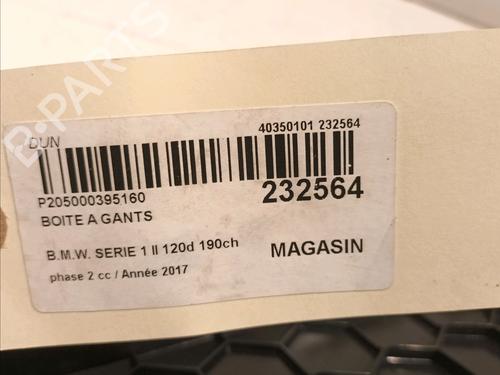 B-PARTS
DUN
40350101 232564
P205000395160
232564
BOITE A GANTS
B.M.W. SERIE 1 II 120d 190ch
MAGASIN
phase 2 cc / Année 2017